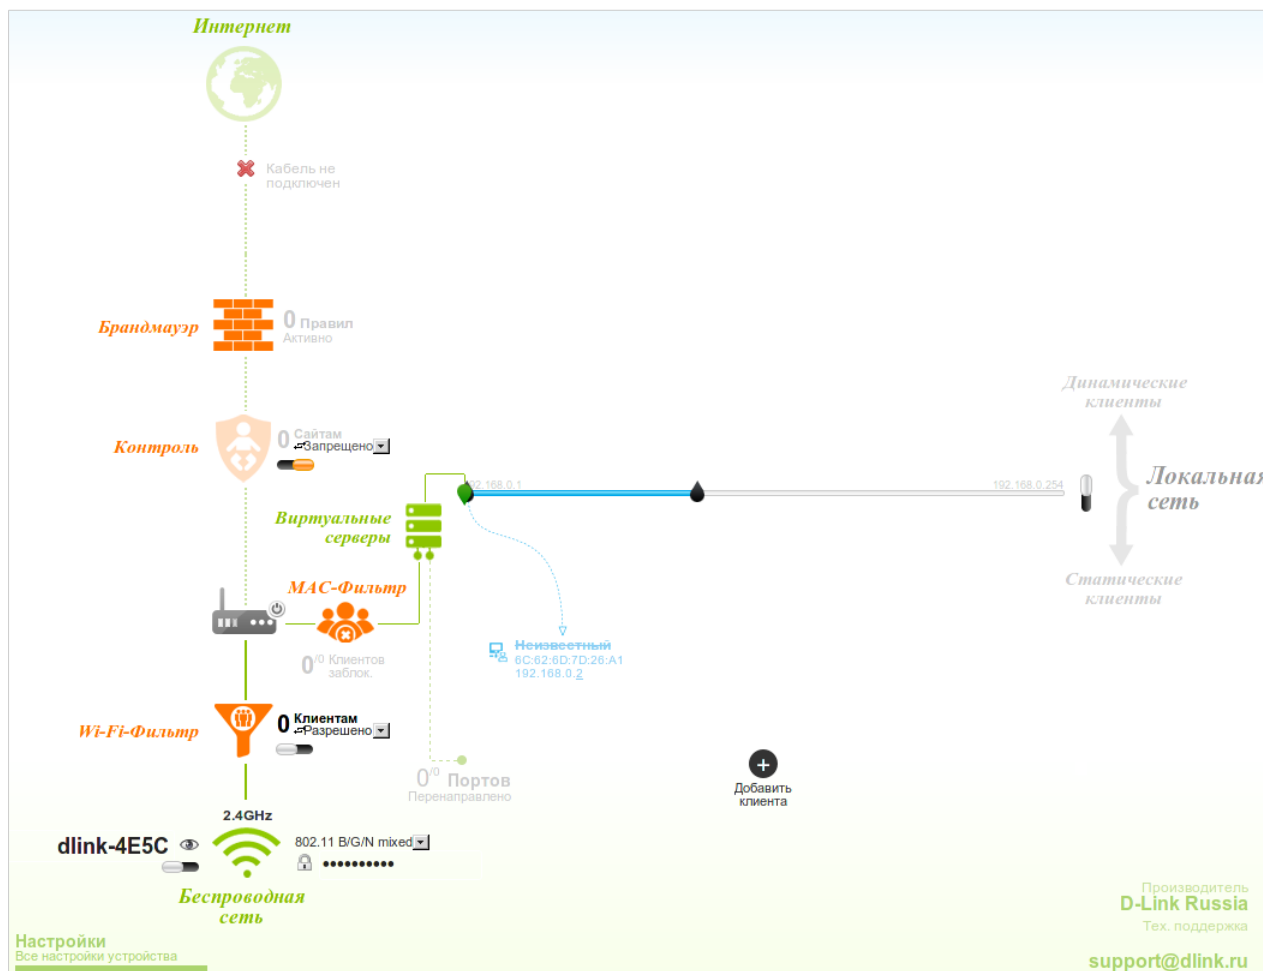 Интернет
Кабель не
подключен
Брандмауэр
0 Правил
Активно
Динамические
клиенты
Контроль
0 Сайтам
Запрещено
92.168.0.1
192.168.0.254
Локальная
сеть
Виртуальные
серверы
Статические
клиенты
MAC-Фильтр
0/0 Клиентов
заблок.
Неизвестный
6C:62:6D:7D:26:A1
192.168.0.2
Wi-Fi-Фильтр
0 Клиентам
Разрешено
0/0 Портов
Перенаправлено
Добавить
клиента
2.4GHz
dlink-4E5C
802.11 B/G/N mixed
Беспроводная
сеть
Производитель
D-Link Russia
Тех. поддержка
support@dlink.ru
Настройки
Все настройки устройства